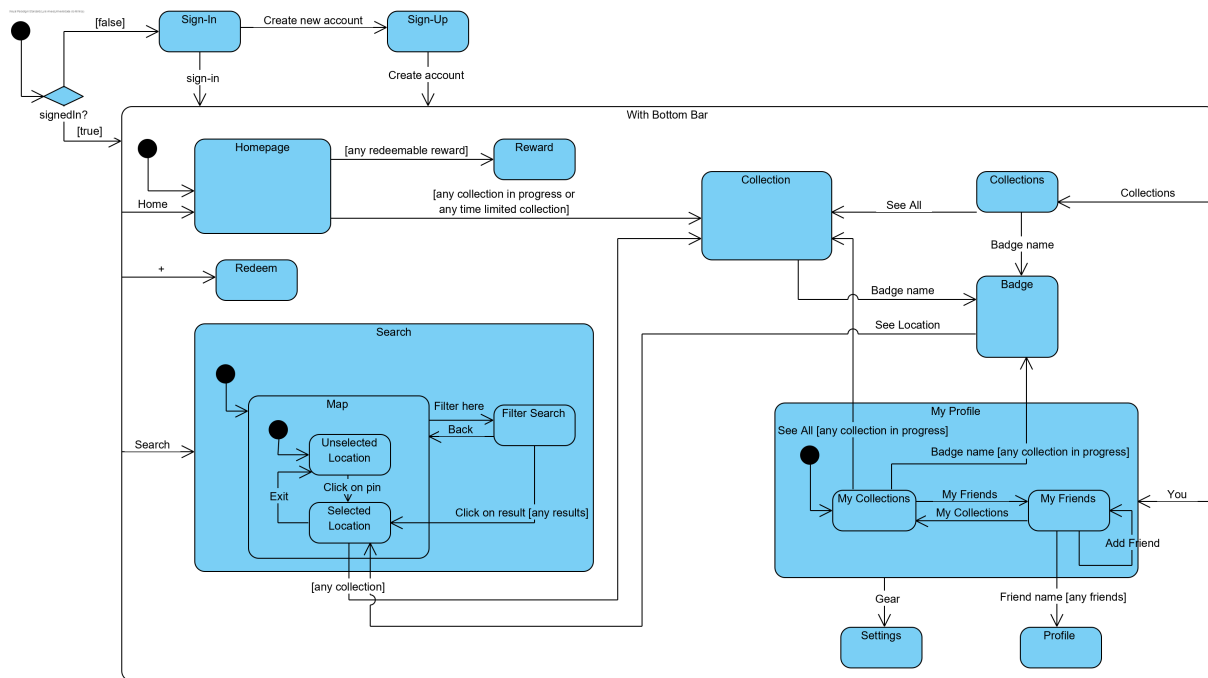 [false]
Sign-In
Create new account
Sign-Up
sign-in
Create account
signedIn?
[true]
With Bottom Bar
Homepage
[any redeemable reward]
Reward
Home
[any collection in progress or
any time limited collection]
Collection
See All
Collections
Collections
Badge name
+
Redeem
Badge name
Badge
See Location
Search
Search
Map
Filter here
Filter Search
Back
Unselected
Location
Click on pin
Exit
Selected
Location
Click on result [any results]
[any collection]
My Profile
See All [any collection in progress]
Badge name [any collection in progress]
My Collections
My Friends
My Collections
My Friends
You
Add Friend
Gear
Friend name [any friends]
Settings
Profile